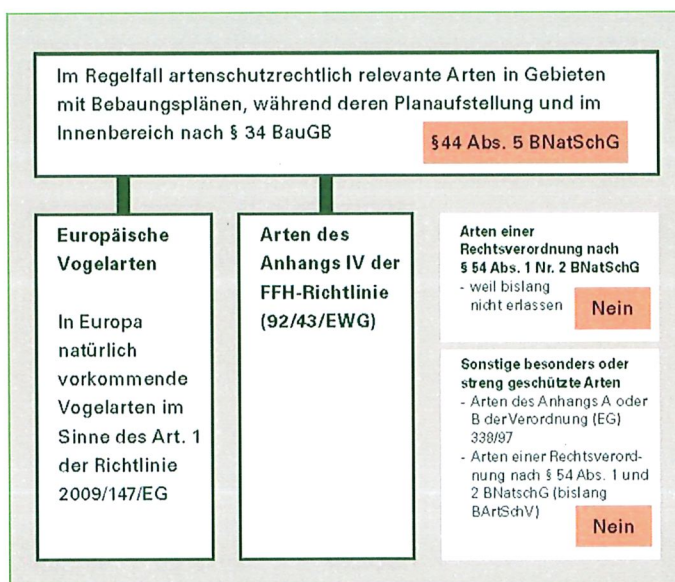 Im Regelfall artenschutzrechtlich relevante Arten in Gebieten
mit Bebaungsplänen, während deren Planaufstellung und im
Innenbereich nach § 34 BauGB
§44 Abs. 5 BNatSchG
Europäische
Vogelarten
In Europa
natürlich
vorkommende
Vogelarten im
Sinne des Art. 1
der Richtlinie
2009/147/EG
Arten des
Anhangs IV der
FFH-Richtlinie
(92/43/EWG)
Arten einer
Rechtsverordnung nach
§ 54 Abs. 1 Nr. 2 BNatSchG
- weil bislang
nicht erlassen
Nein
Sonstige besonders oder
streng geschützte Arten
- Arten des Anhangs A oder
B der Verordnung (EG)
338/97
- Arten einer Rechtsverord-
nung nach § 54 Abs. 1 und
2 BNatschG (bislang
BArtSchV)
Nein